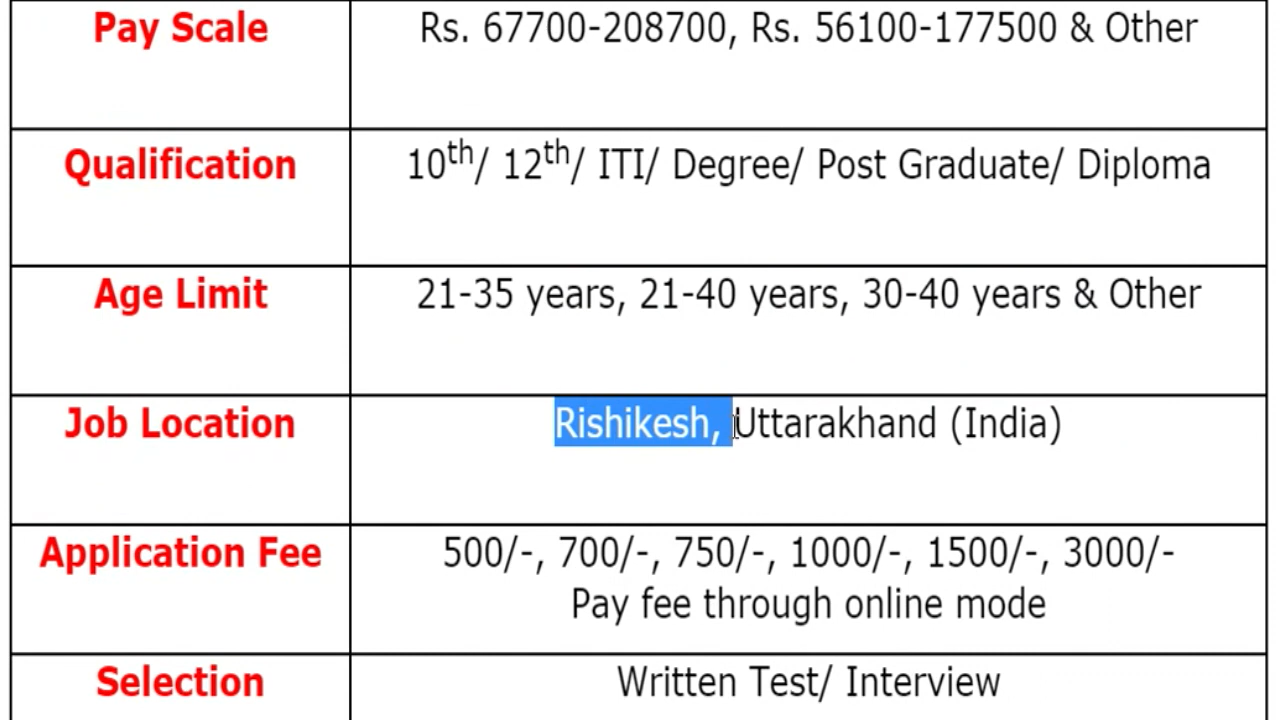 Pay Scale
Rs. 67700-208700, Rs. 56100-177500 & Other
Qualification
10th/ 12th/ ITI/ Degree/ Post Graduate/ Diploma
Age Limit
21-35 years, 21-40 years, 30-40 years & Other
Job Location
Rishikesh, Uttarakhand (India)
Application Fee
500/-, 700/-, 750/-, 1000/-, 1500/-, 3000/-
Pay fee through online mode
Selection
Written Test/ Interview